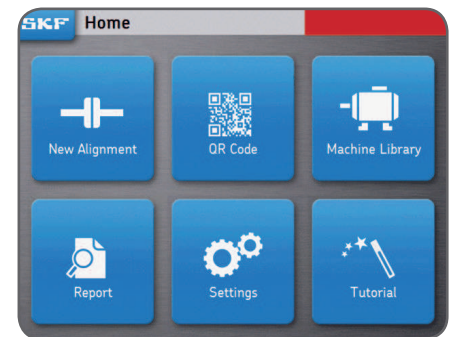 SKF Home
New Alignment QR Code Machine Library
Report Settings Tutorial